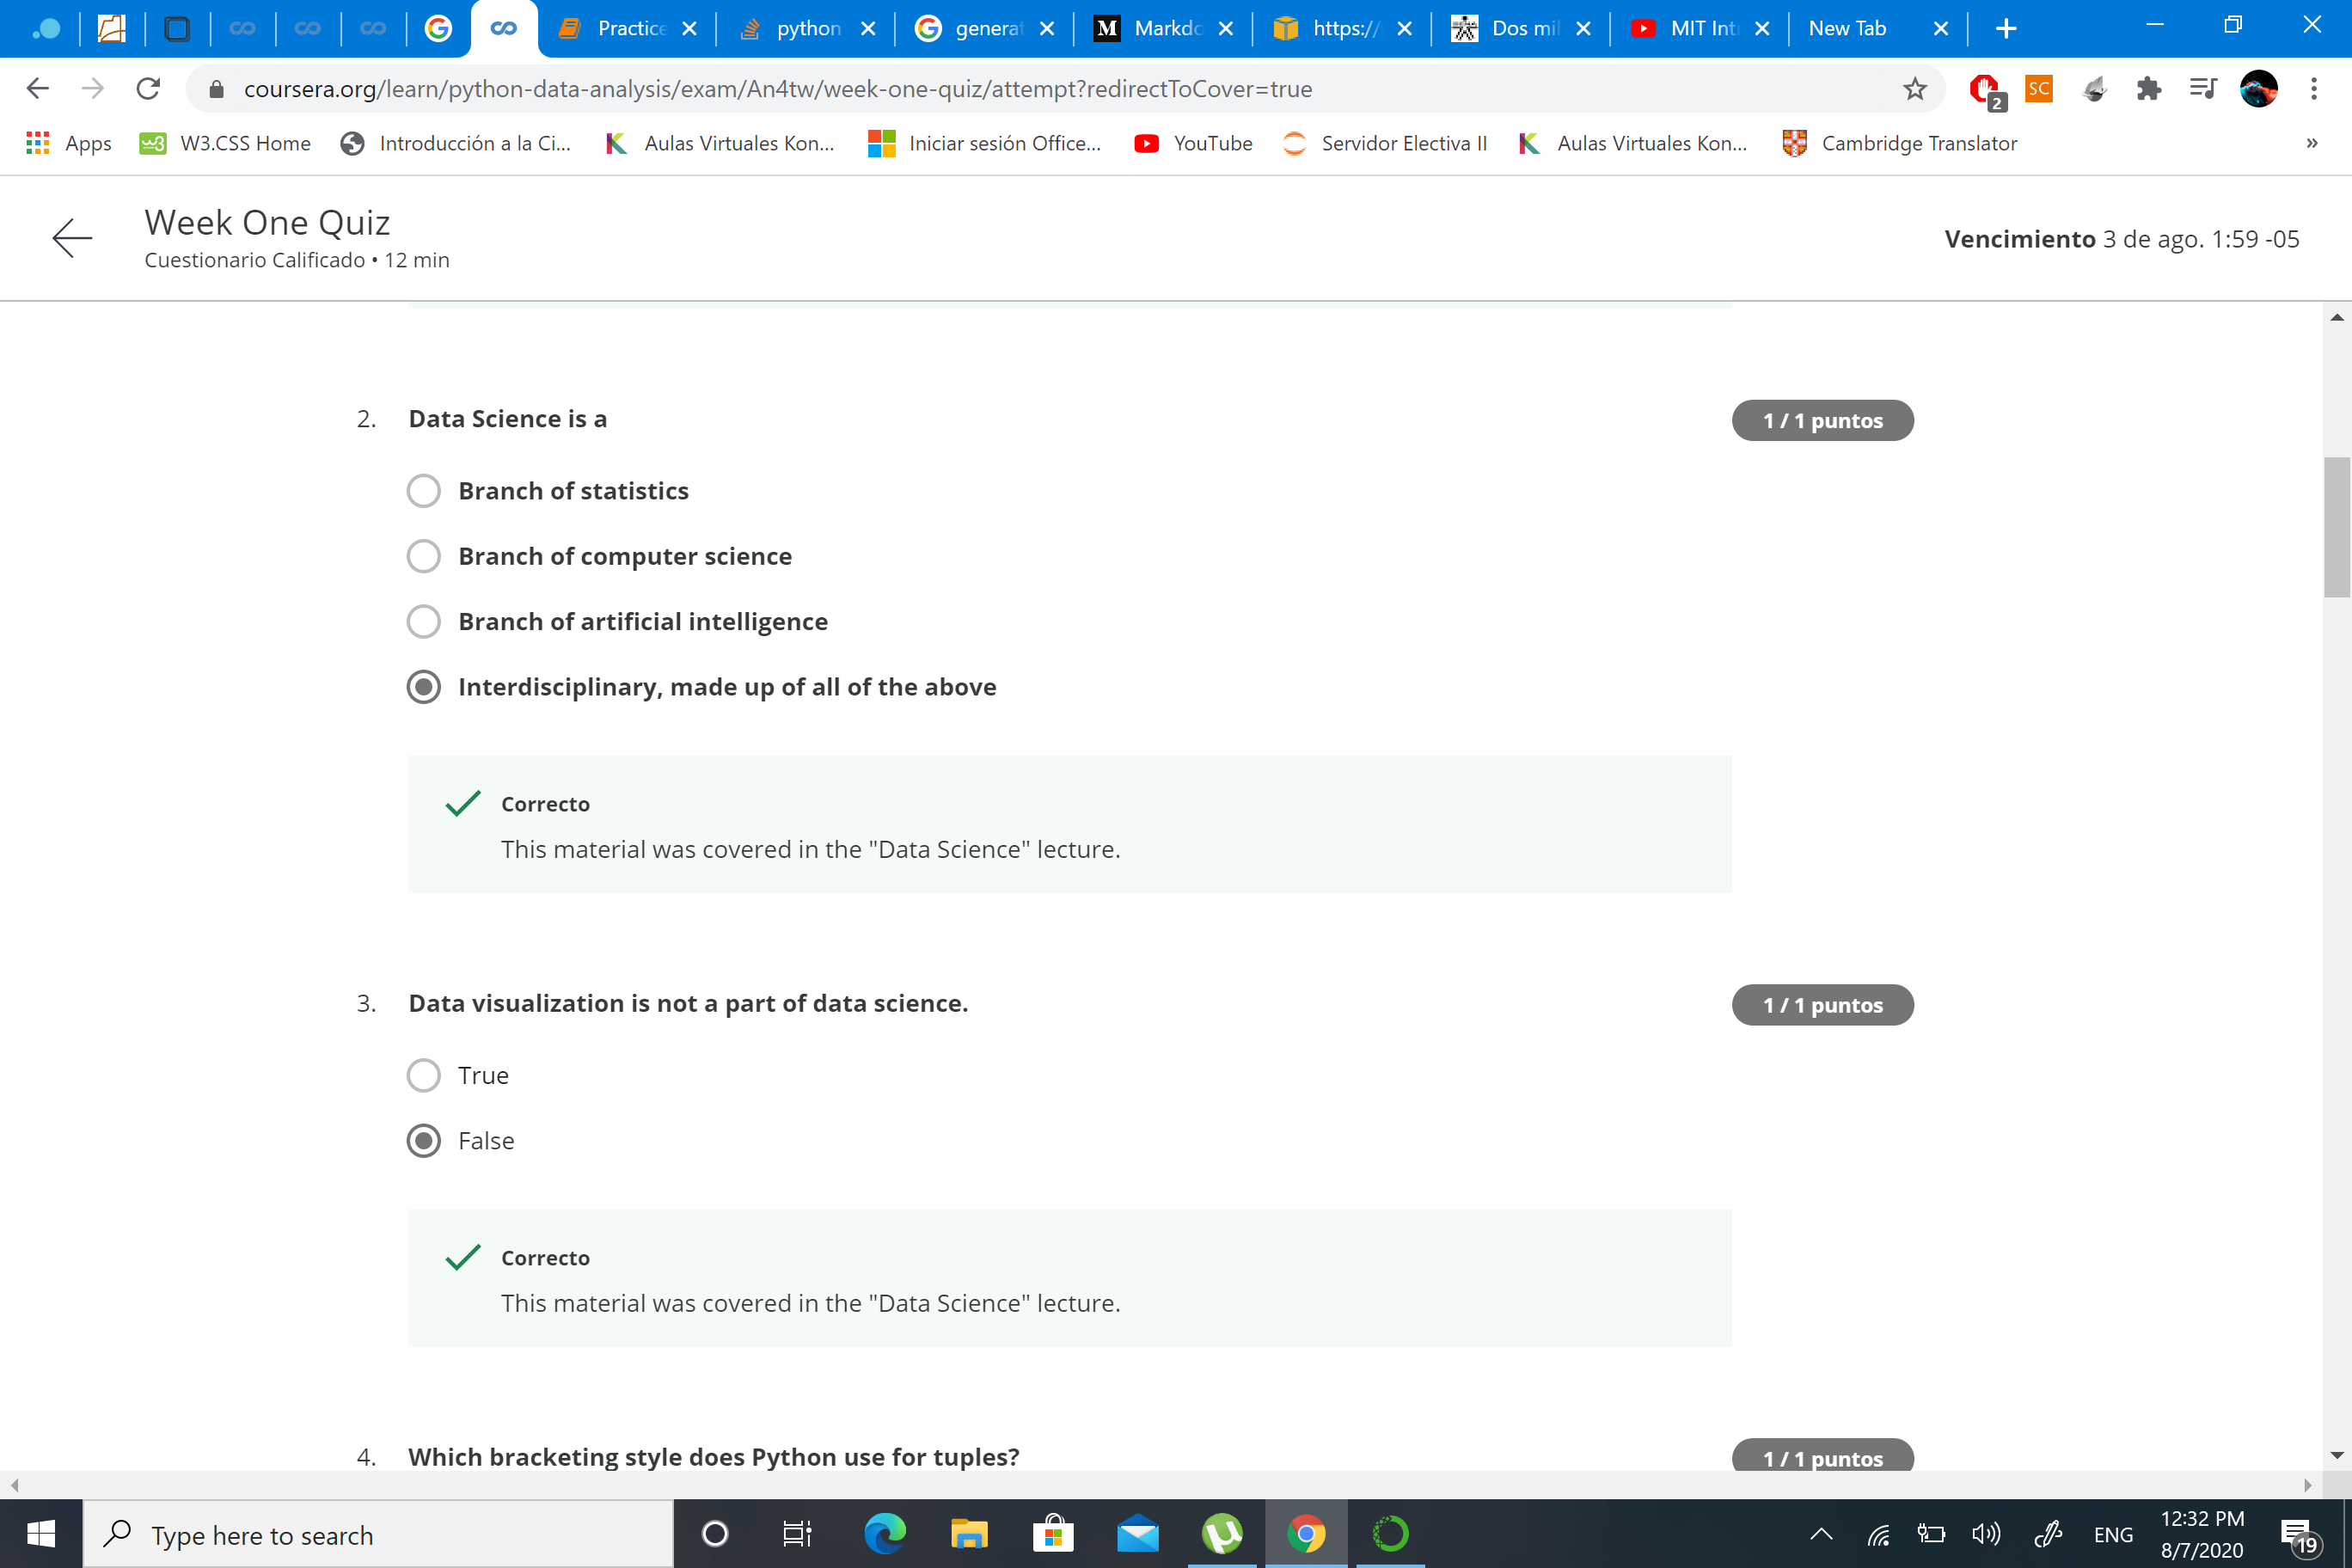 Practice
python
generat
M
Markdo
https://
Dos mil
MIT Intr
New Tab
coursera.org/learn/python-data-analysis/exam/An4tw/week-one-quiz/attempt?redirectToCover=true
2
SC
Apps
W3.CSS Home
Introducción a la Ci...
Aulas Virtuales Kon...
Iniciar sesión Office...
YouTube
Servidor Electiva II
Aulas Virtuales Kon...
Cambridge Translator
»
Week One Quiz
Cuestionario Calificado • 12 min
Vencimiento 3 de ago. 1:59 -05
2. Data Science is a
1 / 1 puntos
Branch of statistics
Branch of computer science
Branch of artificial intelligence
Interdisciplinary, made up of all of the above
Correcto
This material was covered in the "Data Science" lecture.
3. Data visualization is not a part of data science.
1 / 1 puntos
True
False
Correcto
This material was covered in the "Data Science" lecture.
4. Which bracketing style does Python use for tuples?
1 / 1 puntos
Type here to search
ENG
12:32 PM
8/7/2020
19